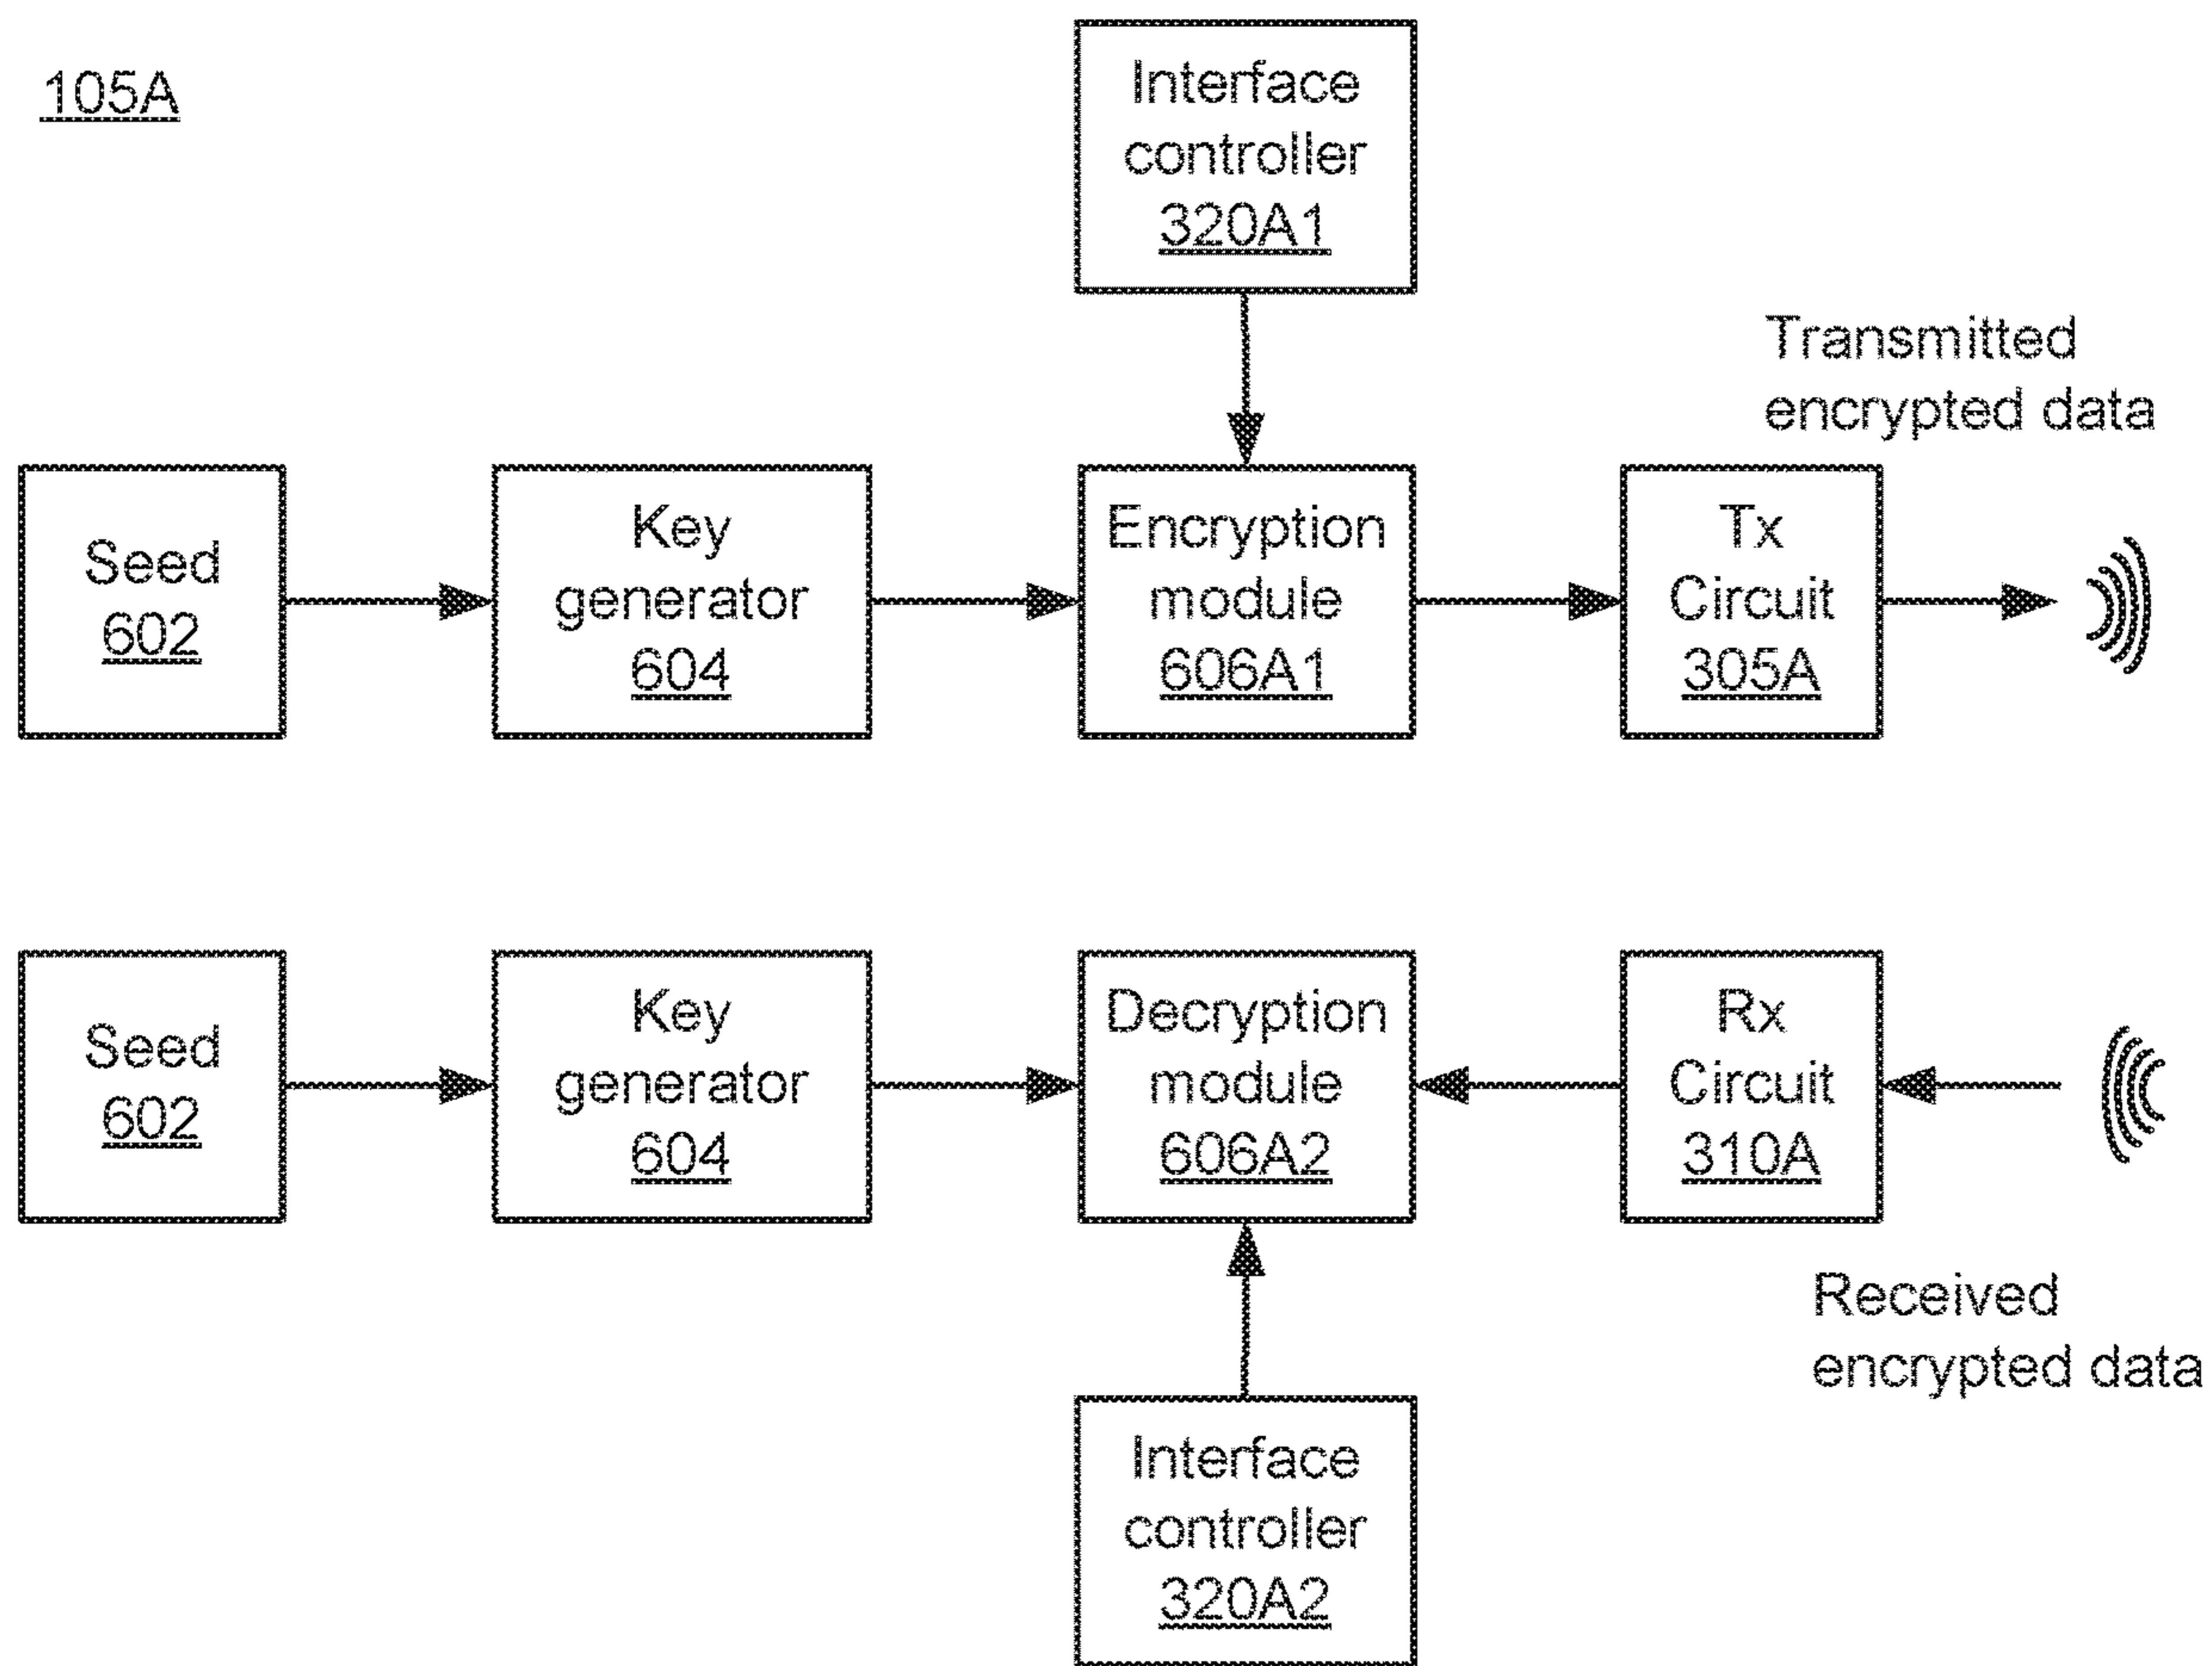 105A
Interface
controller
320A1
Transmitted
encrypted data
Seed
602
Key
generator
604
Encryption
module
606A1
Tx
Circuit
305A
Seed
602
Key
generator
604
Decryption
module
606A2
Rx
Circuit
310A
Received
encrypted data
Interface
controller
320A2